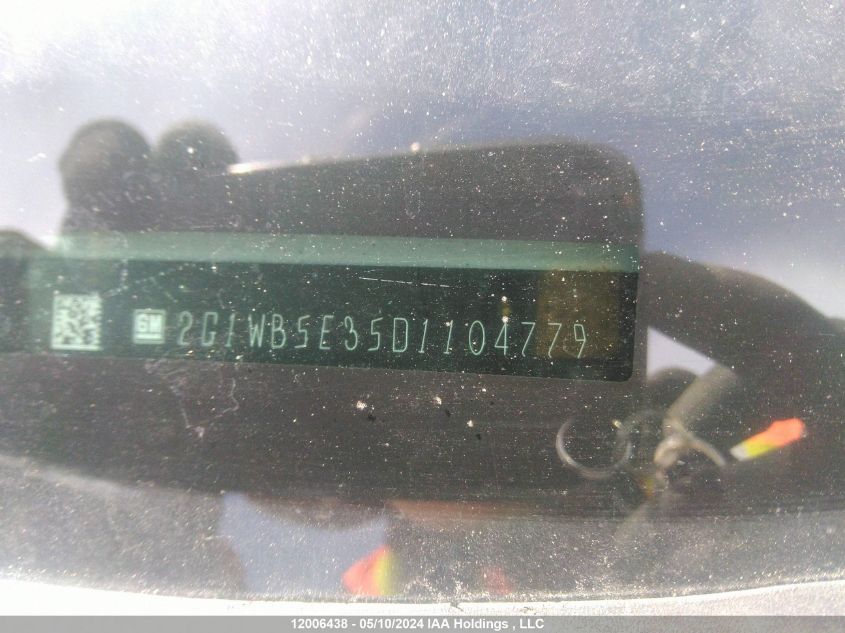 GM 2G1WB5E35D1104779
12006438 - 05/10/2024 IAA Holdings , LLC